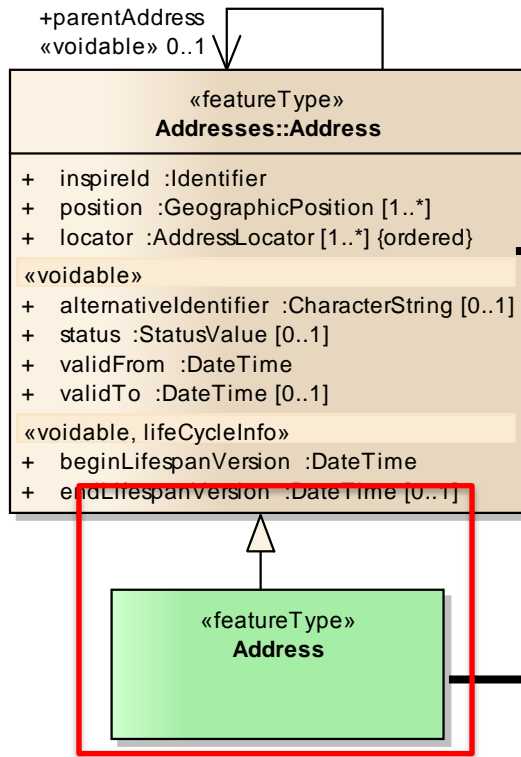 +parentAddress
«voidable» 0..1
«featureType»
Addresses::Address
+ inspireId :Identifier
+ position :GeographicPosition [1..*]
+ locator :AddressLocator [1..*] {ordered}
«voidable»
+ alternativeIdentifier :CharacterString [0..1]
+ status :StatusValue [0..1]
+ validFrom :DateTime
+ validTo :DateTime [0..1]
«voidable, lifeCycleInfo»
+ beginLifespanVersion :DateTime
+ endLifespanVersion :DateTime [0..1]
«featureType»
Address